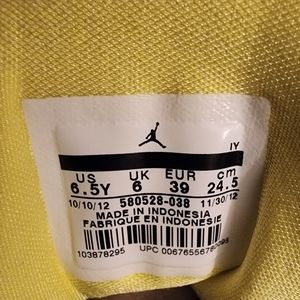 IY
US UK EUR cm
6.5Y 6 39 24.5
10/10/12 580528-038 11/30/12
MADE IN INDONESIA
FABRIQUE EN INDONESIE
103878295 UPC